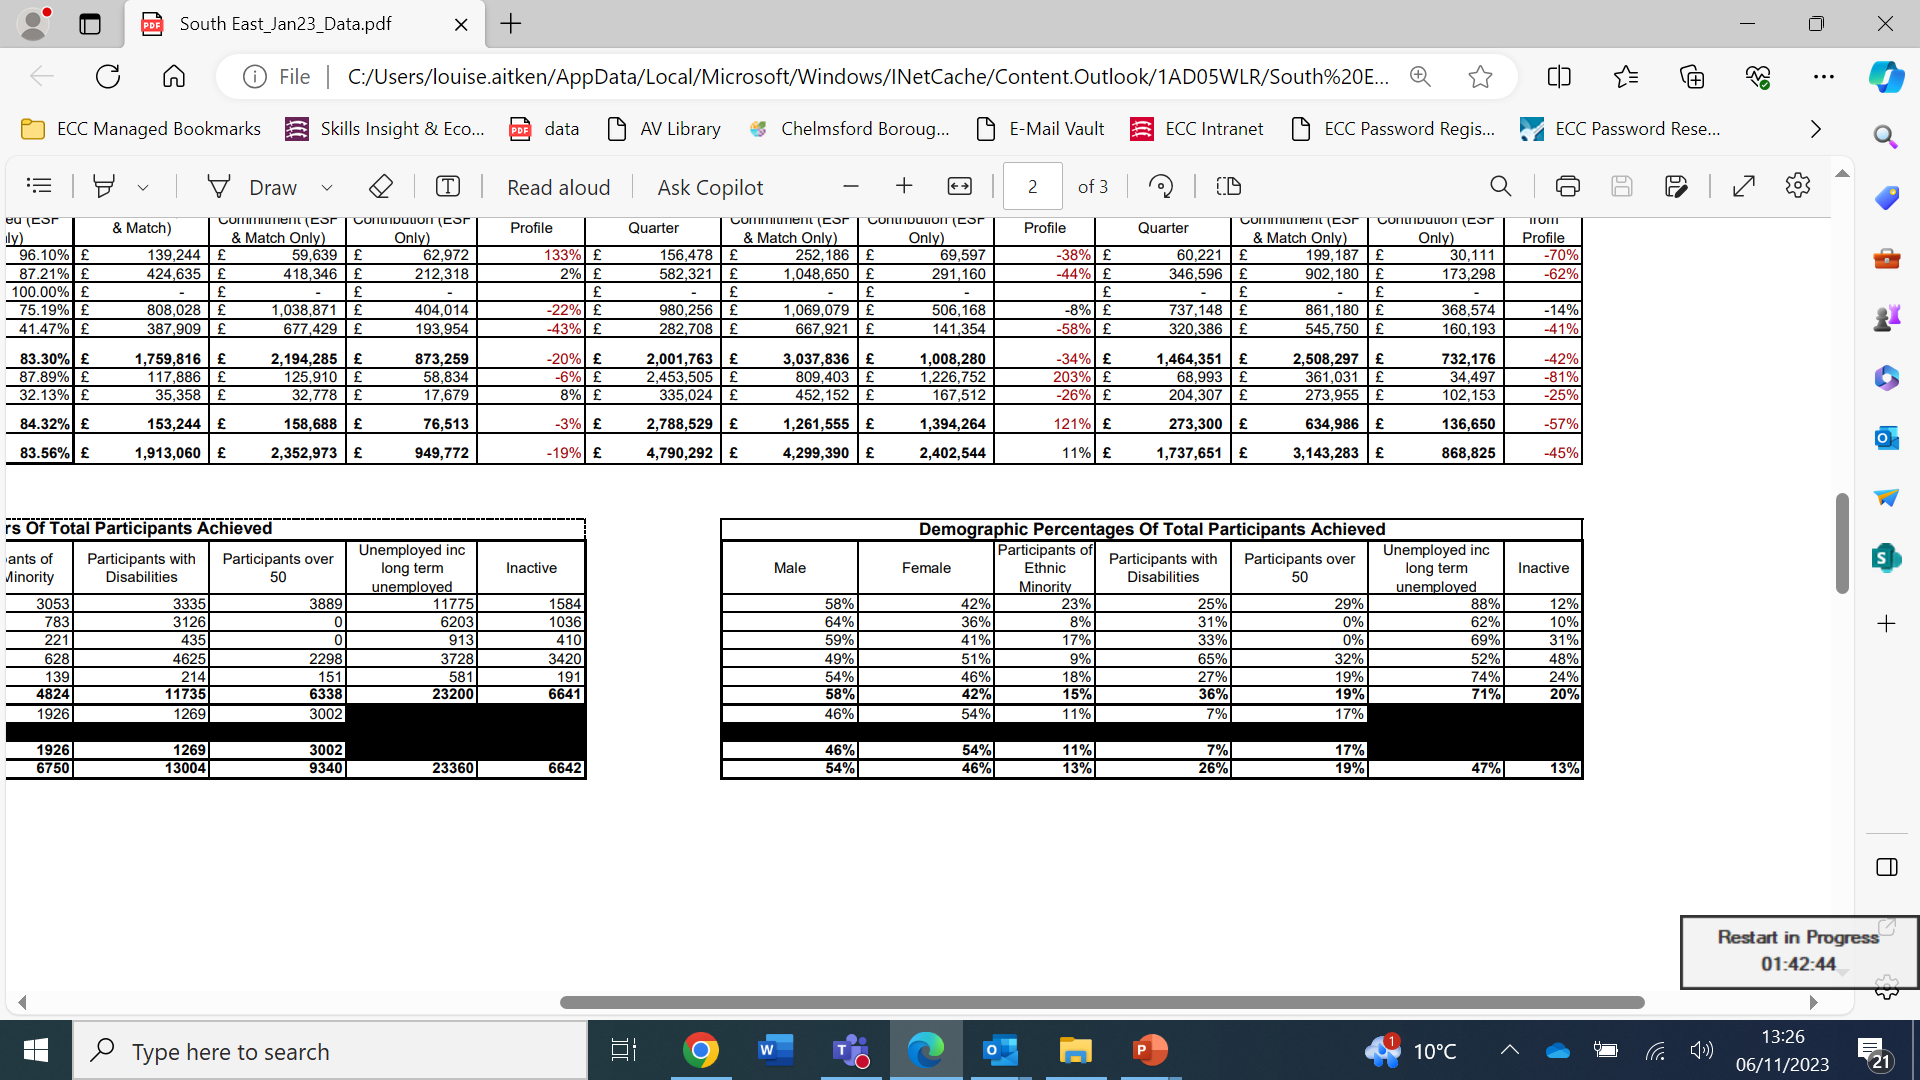 South East_Jan23_Data.pdf
File C:/Users/louise.aitken/AppData/Local/Microsoft/Windows/INetCache/Content.Outlook/1AD05WLR/South%20E...
ECC Managed Bookmarks Skills Insight & Eco... data AV Library Chelmsford Boroug... E-Mail Vault ECC Intranet ECC Password Regis... ECC Password Rese...
Draw Read aloud Ask Copilot 2 of 3
& Match) Commitment (ESF & Match Only) Contribution (ESF Only) Profile Quarter Commitment (ESF & Match Only) Contribution (ESF Only) Profile Quarter Commitment (ESF & Match Only) Contribution (ESF Only) from Profile
96.10% £ 139,244 £ 59,639 £ 62,972 133% £ 156,478 £ 252,186 £ 69,597 -38% £ 60,221 £ 199,187 £ 30,111 -70%
87.21% £ 424,635 £ 418,346 £ 212,318 2% £ 582,321 £ 1,048,650 £ 291,160 -44% £ 346,596 £ 902,180 £ 173,298 -62%
100.00% £ - £ - £ - £ - £ - £ - £ - £ - £ -
75.19% £ 808,028 £ 1,038,871 £ 404,014 -22% £ 980,256 £ 1,069,079 £ 506,168 -8% £ 737,148 £ 861,180 £ 368,574 -14%
41.47% £ 387,909 £ 677,429 £ 193,954 -43% £ 282,708 £ 667,921 £ 141,354 -58% £ 320,386 £ 545,750 £ 160,193 -41%
83.30% £ 1,759,816 £ 2,194,285 £ 873,259 -20% £ 2,001,763 £ 3,037,836 £ 1,008,280 -34% £ 1,464,351 £ 2,508,297 £ 732,176 -42%
87.89% £ 117,886 £ 125,910 £ 58,834 -6% £ 2,453,505 £ 809,403 £ 1,226,752 203% £ 68,993 £ 361,031 £ 34,497 -81%
32.13% £ 35,358 £ 32,778 £ 17,679 8% £ 335,024 £ 452,152 £ 167,512 -26% £ 204,307 £ 273,955 £ 102,153 -25%
84.32% £ 153,244 £ 158,688 £ 76,513 -3% £ 2,788,529 £ 1,261,555 £ 1,394,264 121% £ 273,300 £ 634,986 £ 136,650 -57%
83.56% £ 1,913,060 £ 2,352,973 £ 949,772 -19% £ 4,790,292 £ 4,299,390 £ 2,402,544 11% £ 1,737,651 £ 3,143,283 £ 868,825 -45%
rs Of Total Participants Achieved
ants of Minority Participants with Disabilities Participants over 50 Unemployed inc long term unemployed Inactive
3053 3335 3889 11775 1584
783 3126 0 6203 1036
221 435 0 913 410
628 4625 2298 3728 3420
139 214 151 581 191
4824 11735 6338 23200 6641
1926 1269 3002
1926 1269 3002
6750 13004 9340 23360 6642
Demographic Percentages Of Total Participants Achieved
Male Female Participants of Ethnic Minority Participants with Disabilities Participants over 50 Unemployed inc long term unemployed Inactive
58% 42% 23% 25% 29% 88% 12%
64% 36% 8% 31% 0% 62% 10%
59% 41% 17% 33% 0% 69% 31%
49% 51% 9% 65% 32% 52% 48%
54% 46% 18% 27% 19% 74% 24%
58% 42% 15% 36% 19% 71% 20%
46% 54% 11% 7% 17%
46% 54% 11% 7% 17%
54% 46% 13% 26% 19% 47% 13%
Restart in Progress
01:42:44
Type here to search
1
10°C
13:26
06/11/2023
21